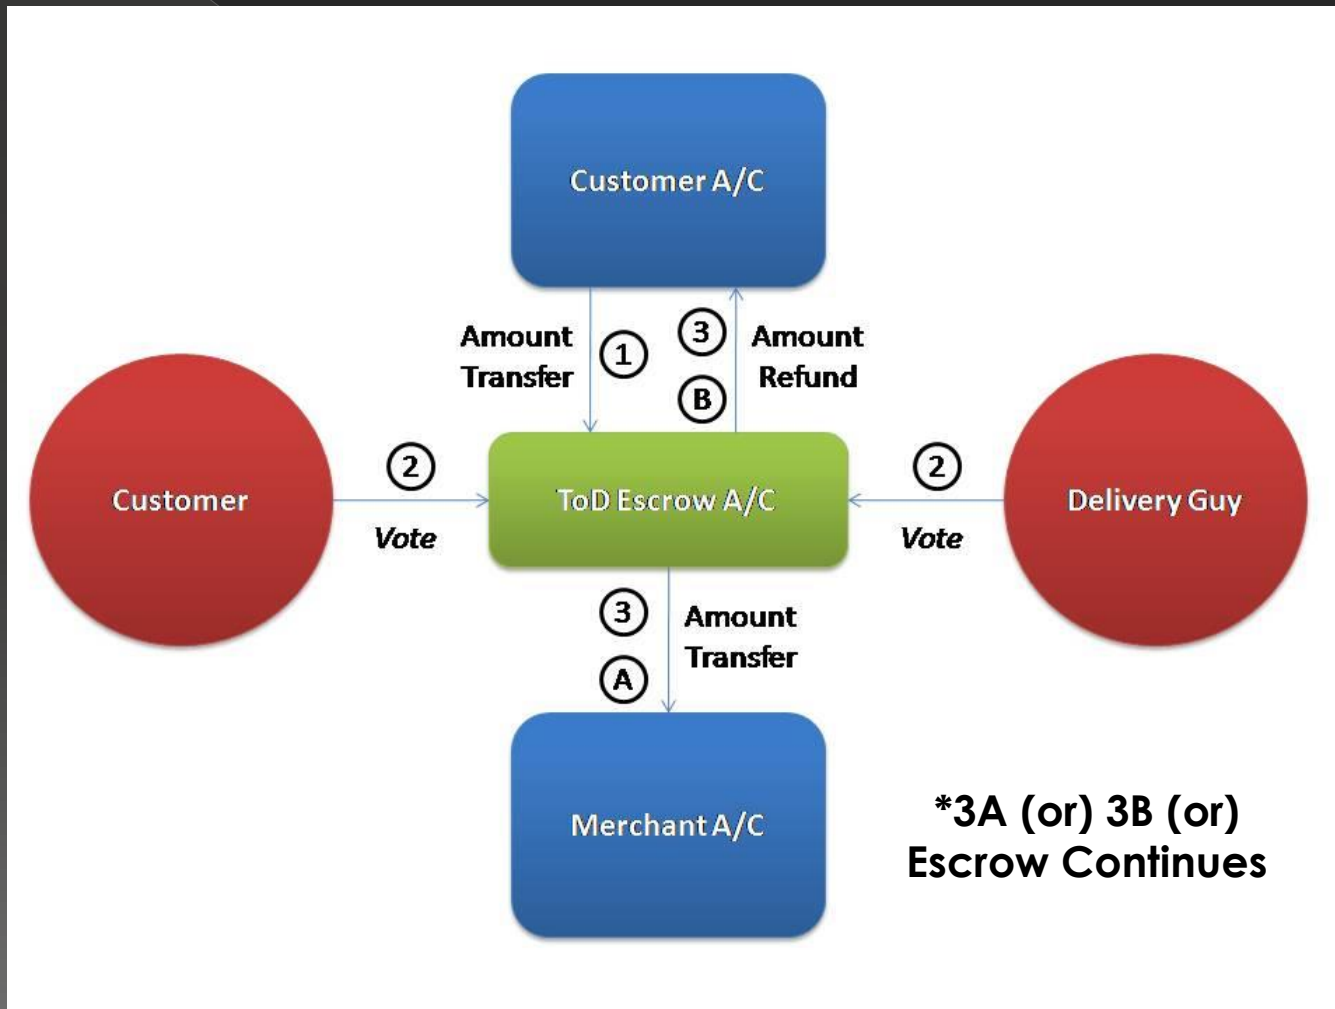 Customer A/C
Amount
Transfer
1
3
B
Amount
Refund
Customer
2
Vote
ToD Escrow A/C
2
Vote
Delivery Guy
3
A
Amount
Transfer
Merchant A/C
*3A (or) 3B (or)
Escrow Continues